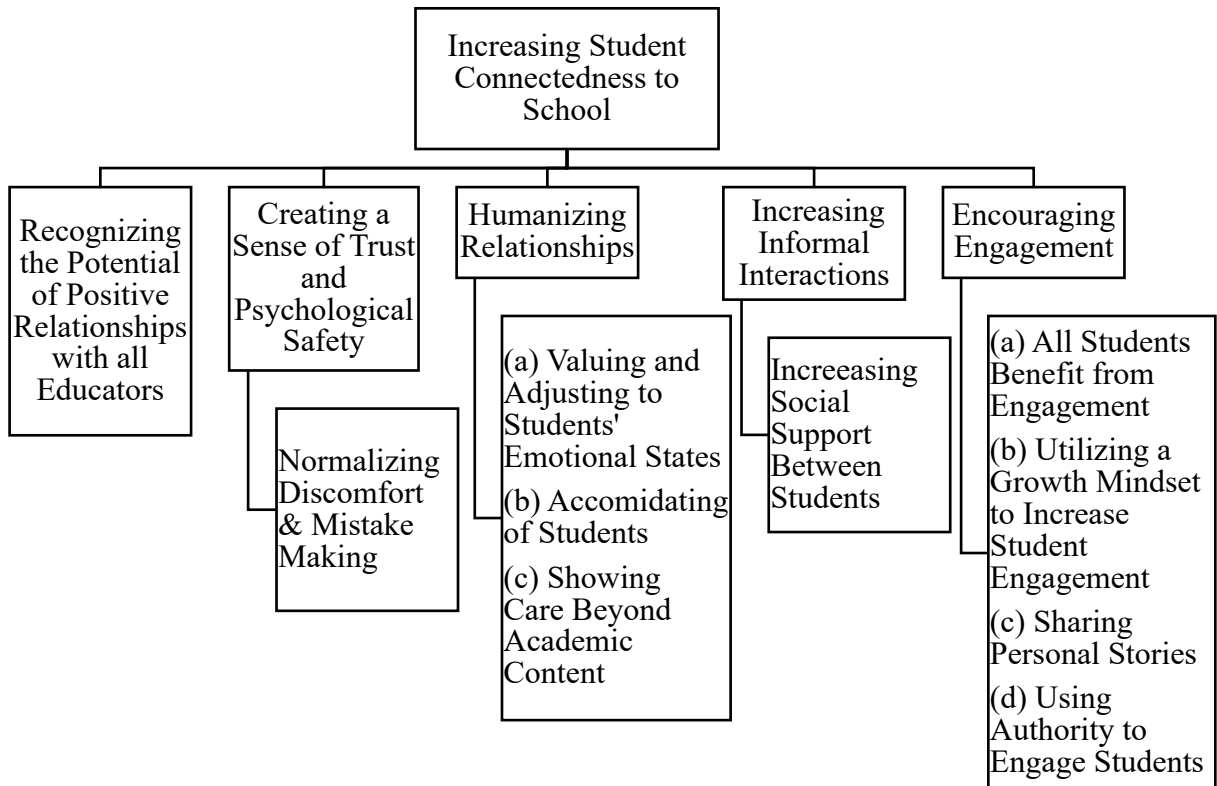 Increasing Student
Connectedness to
School
Recognizing
the Potential
of Positive
Relationships
with all
Educators
Creating a
Sense of Trust
and
Psychological
Safety
Normalizing
Discomfort
& Mistake
Making
Humanizing
Relationships
(a) Valuing and
Adjusting to
Students'
Emotional States
(b) Accomidating
of Students
(c) Showing
Care Beyond
Academic
Content
Increasing
Informal
Interactions
Increeasing
Social
Support
Between
Students
Encouraging
Engagement
(a) All Students
Benefit from
Engagement
(b) Utilizing a
Growth Mindset
to Increase
Student
Engagement
(c) Sharing
Personal Stories
(d) Using
Authority to
Engage Students